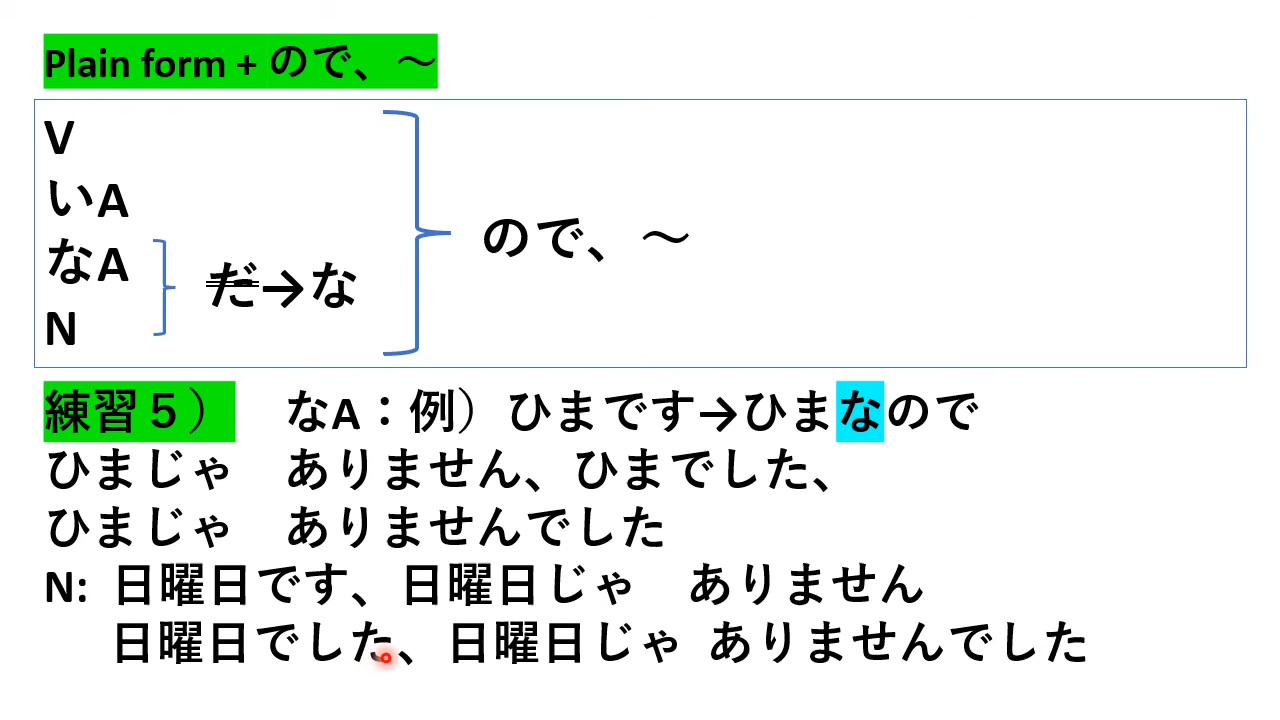 Plain form + ので、～
V
いA
なA
N
だ→な
ので、～
練習５）　なA：例）ひまです→ひまなので
ひまじゃ　ありません、ひまでした、
ひまじゃ　ありませんでした
N: 日曜日です、日曜日じゃ　ありません
日曜日でした、日曜日じゃ ありませんでした